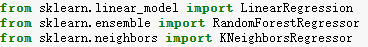 from sklearn.linear_model import LinearRegression
from sklearn.ensemble import RandomForestRegressor
from sklearn.neighbors import KNeighborsRegressor